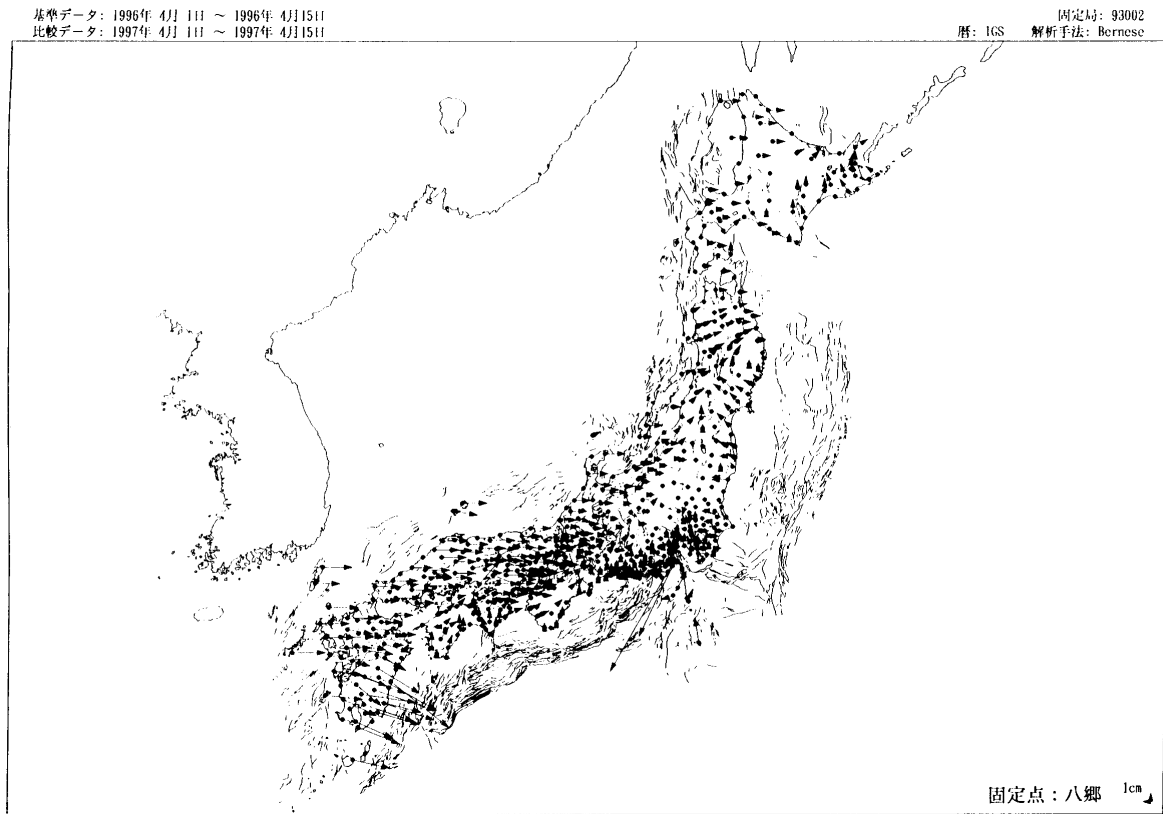 基準データ: 1996年 4月 1日 ～ 1996年 4月15日
比較データ: 1997年 4月 1日 ～ 1997年 4月15日
固定局: 93002
暦: IGS 解析手法: Bernese
固定点：八郷 1cm